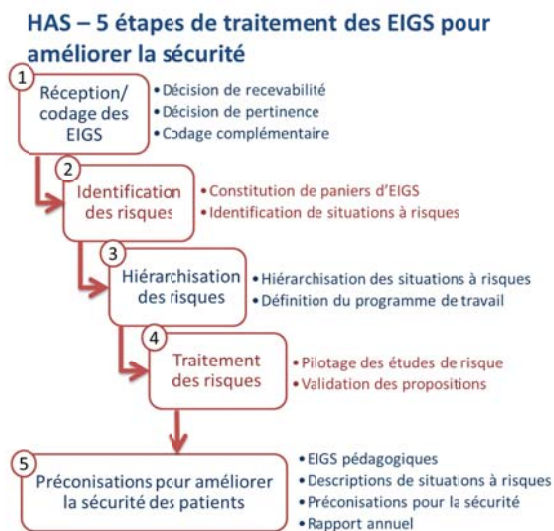 HAS – 5 étapes de traitement des EIGS pour
améliorer la sécurité
1
Réception/
codage des
EIGS
• Décision de recevabilité
• Décision de pertinence
• Codage complémentaire
2
Identification
des risques
• Constitution de paniers d'EIGS
• Identification de situations à risques
3
Hiérarchisation
des risques
• Hiérarchisation des situations à risques
• Définition du programme de travail
4
Traitement
des risques
• Pilotage des études de risque
• Validation des propositions
5
Préconisations pour améliorer
la sécurité des patients
• EIGS pédagogiques
• Descriptions de situations à risques
• Préconisations pour la sécurité
• Rapport annuel